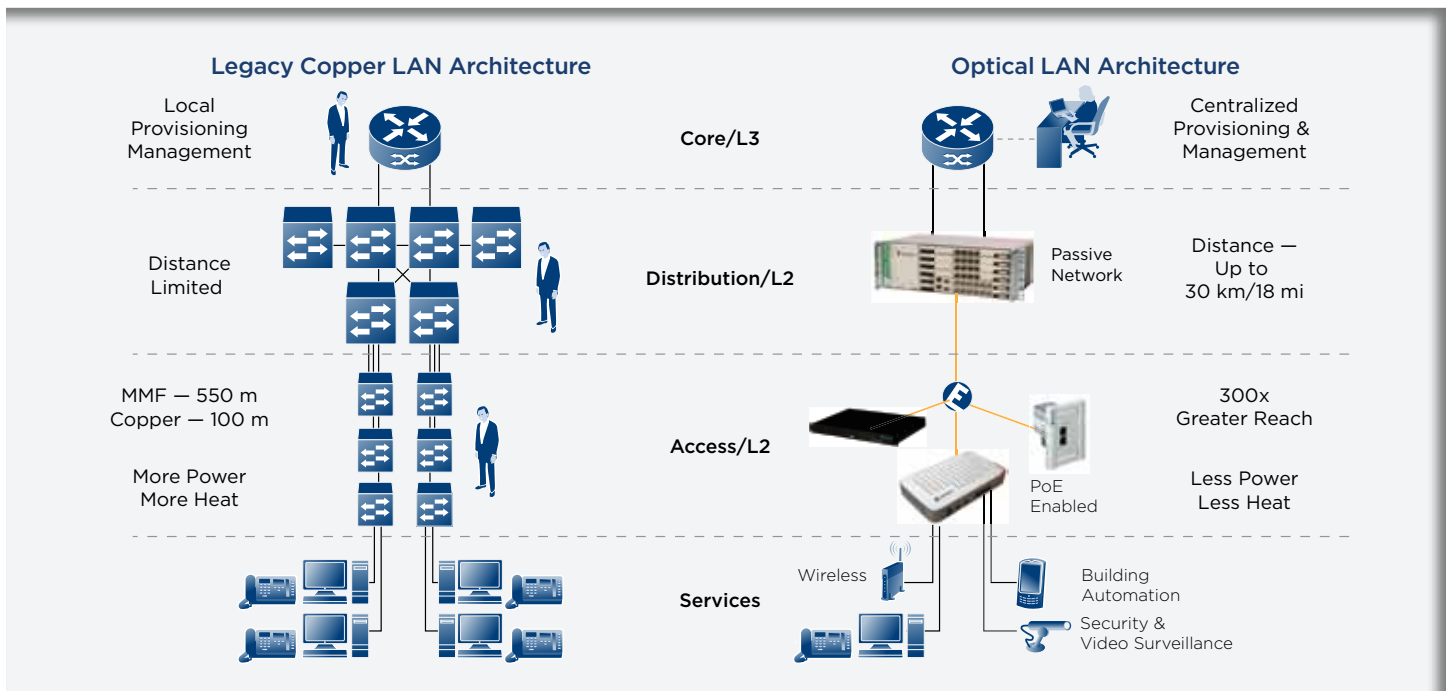 Legacy Copper LAN Architecture
Optical LAN Architecture
Local
Provisioning
Management
Core/L3
Centralized
Provisioning &
Management
Distance
Limited
Distribution/L2
Passive
Network
Distance —
Up to
30 km/18 mi
MMF — 550 m
Copper — 100 m
More Power
More Heat
Access/L2
PoE
Enabled
300x
Greater Reach
Less Power
Less Heat
Services
Wireless
Building
Automation
Security &
Video Surveillance